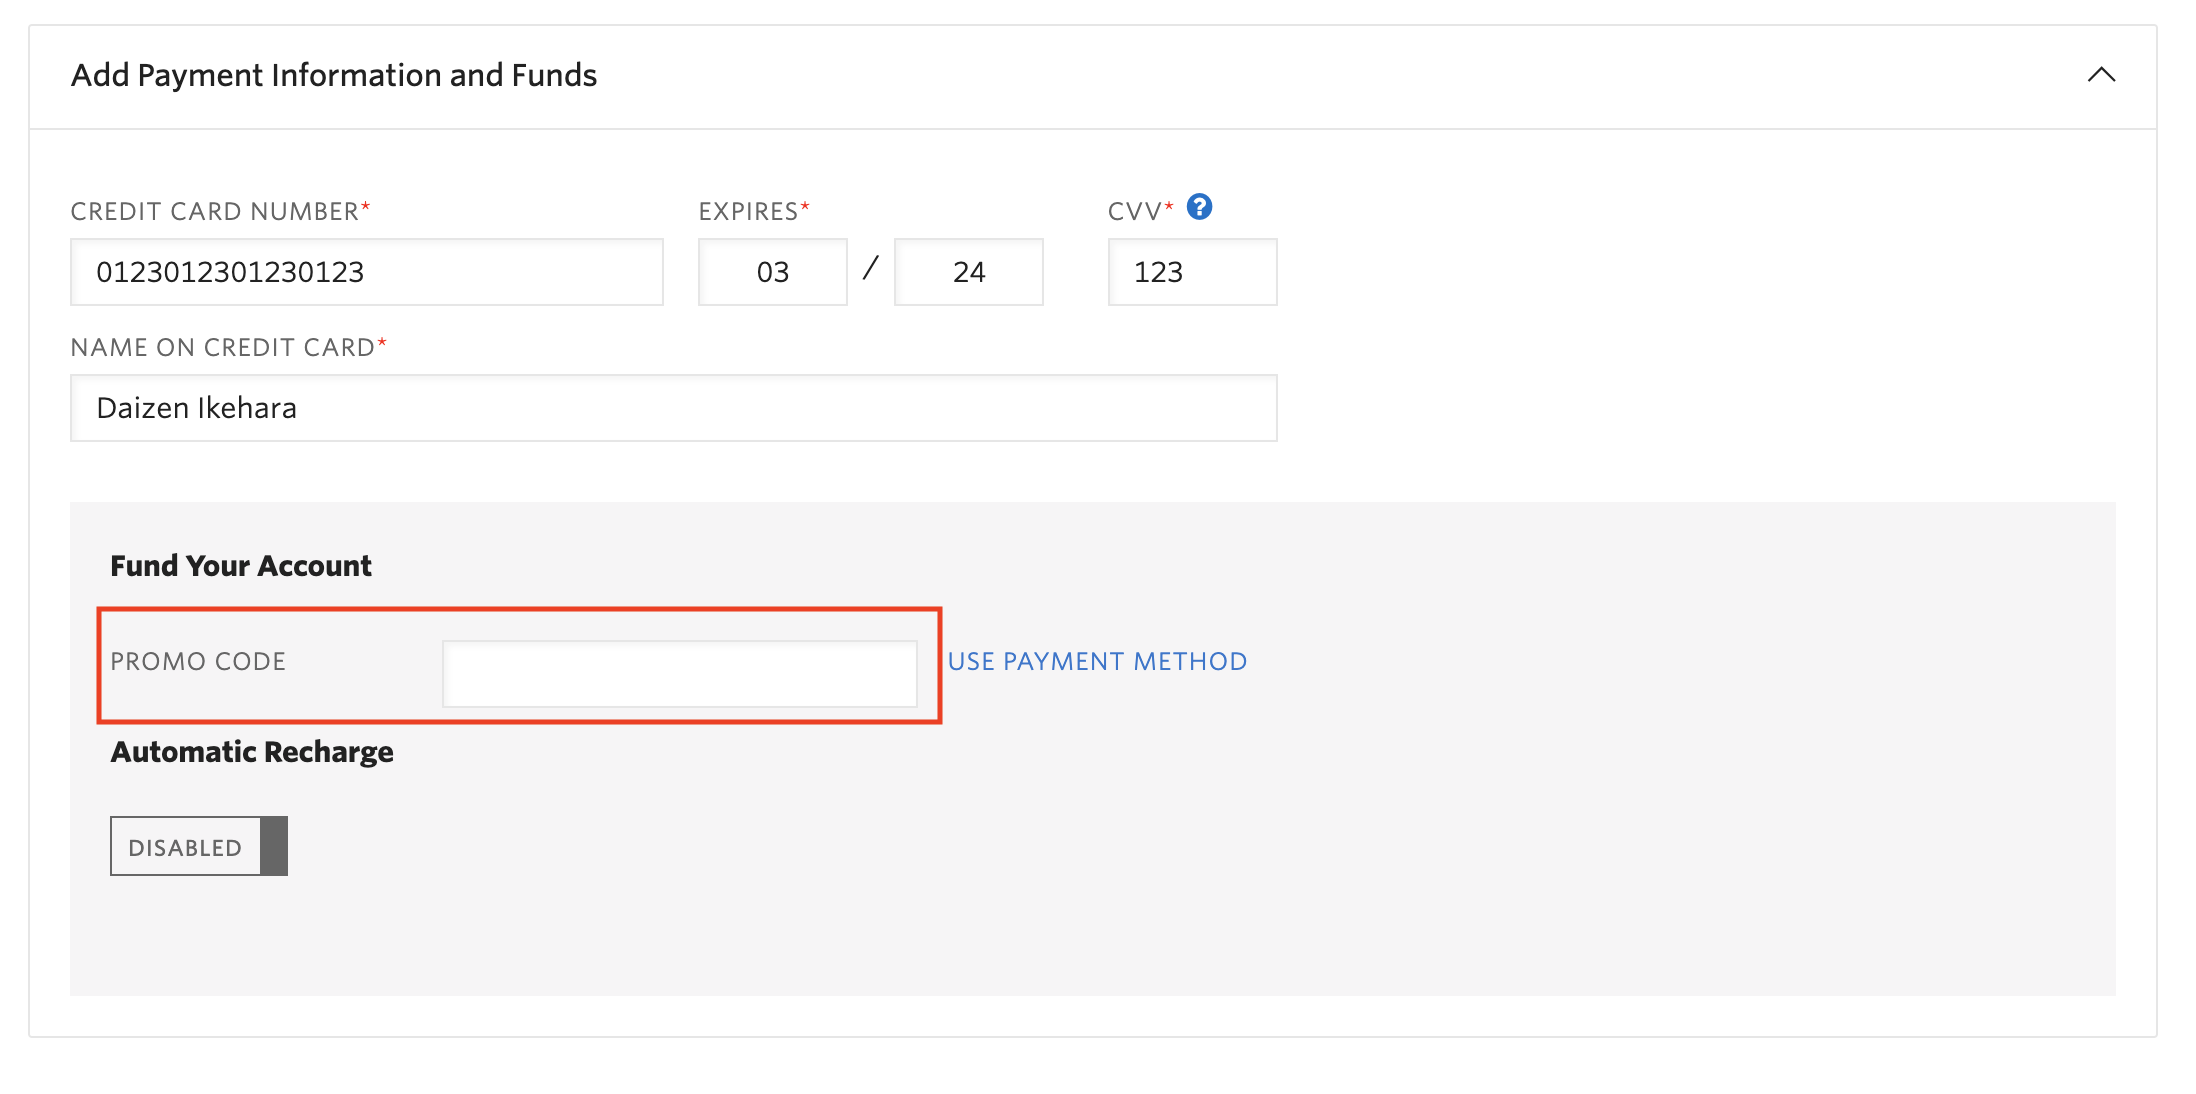 Add Payment Information and Funds
CREDIT CARD NUMBER* EXPIRES* CVV* ?
0123012301230123 03 / 24 123
NAME ON CREDIT CARD*
Daizen Ikehara
Fund Your Account
PROMO CODE USE PAYMENT METHOD
Automatic Recharge
DISABLED